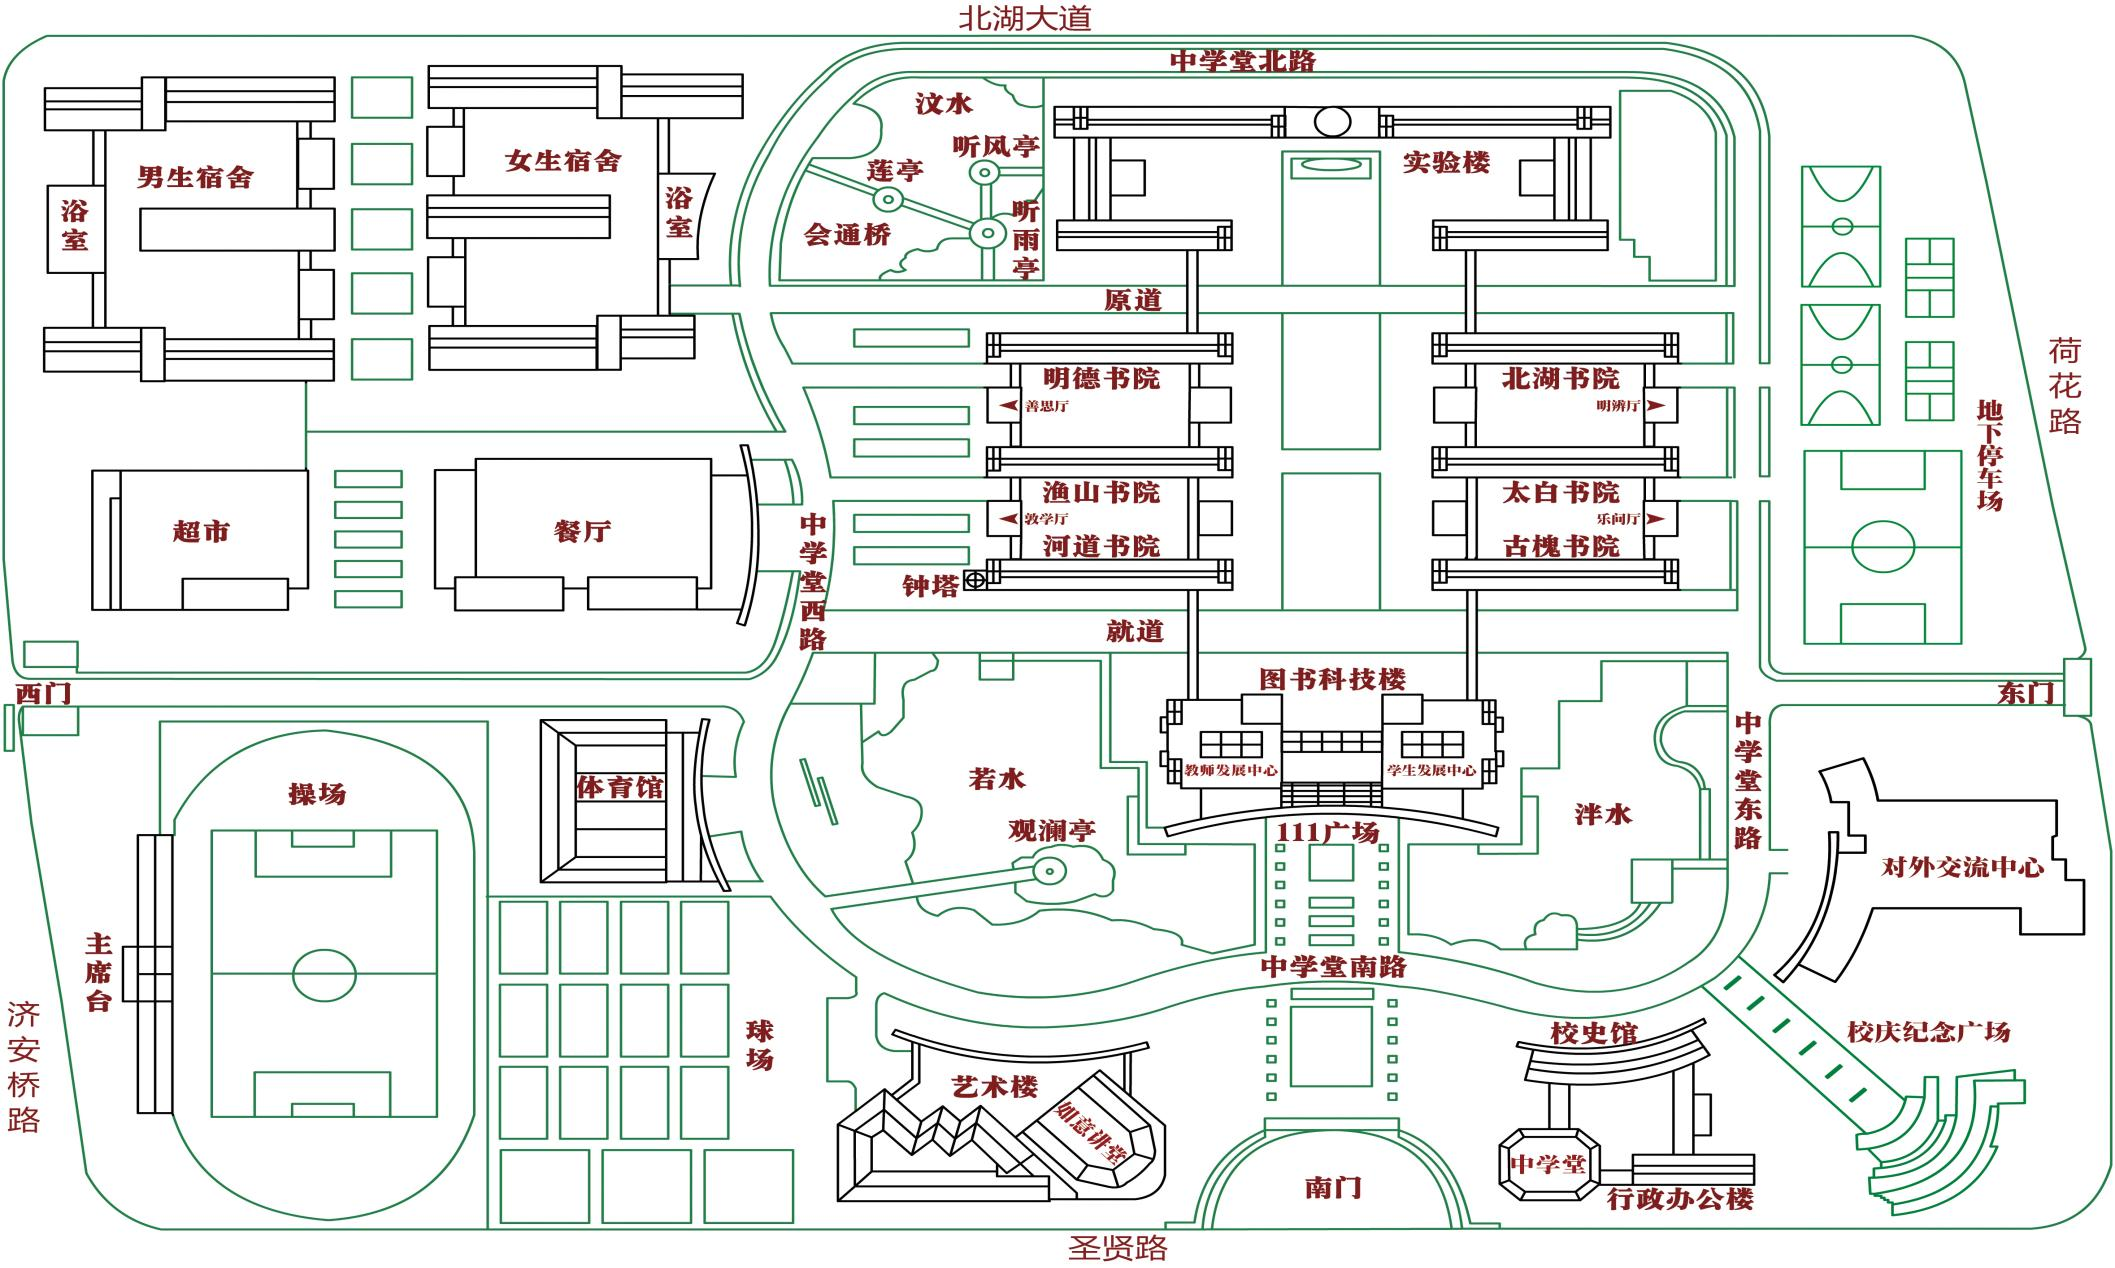 北湖大道
中学堂北路
汶水
听风亭
莲亭
会通桥
听雨亭
实验楼
男生宿舍
女生宿舍
浴室
浴室
原道
荷花路
明德书院
北湖书院
善思厅
明辨厅
地下停车场
渔山书院
太白书院
敩学厅
乐问厅
河道书院
古槐书院
超市
餐厅
中学堂西路
钟塔
就道
西门
东门
图书科技楼
教师发展中心
学生发展中心
中学堂东路
操场
体育馆
若水
观澜亭
111广场
泮水
对外交流中心
主席台
中学堂南路
济安桥路
球场
校史馆
校庆纪念广场
艺术楼
如意讲堂
中学堂
南门
行政办公楼
圣贤路